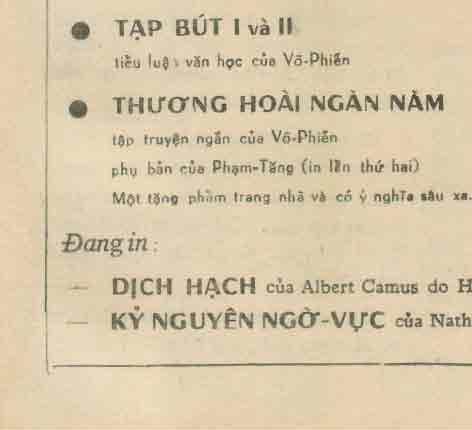 ● TẠP BÚT I và II
tiểu luận văn học của Võ-Phiến
● THƯƠNG HOÀI NGÀN NĂM
tập truyện ngắn của Võ-Phiến
phụ bản của Phạm-Tăng (in lần thứ hai)
Một tặng phẩm trang nhã và có ý nghĩa sâu xa.
Đang in :
— DỊCH HẠCH của Albert Camus do H
— KỶ NGUYÊN NGỜ-VỰC của Nath